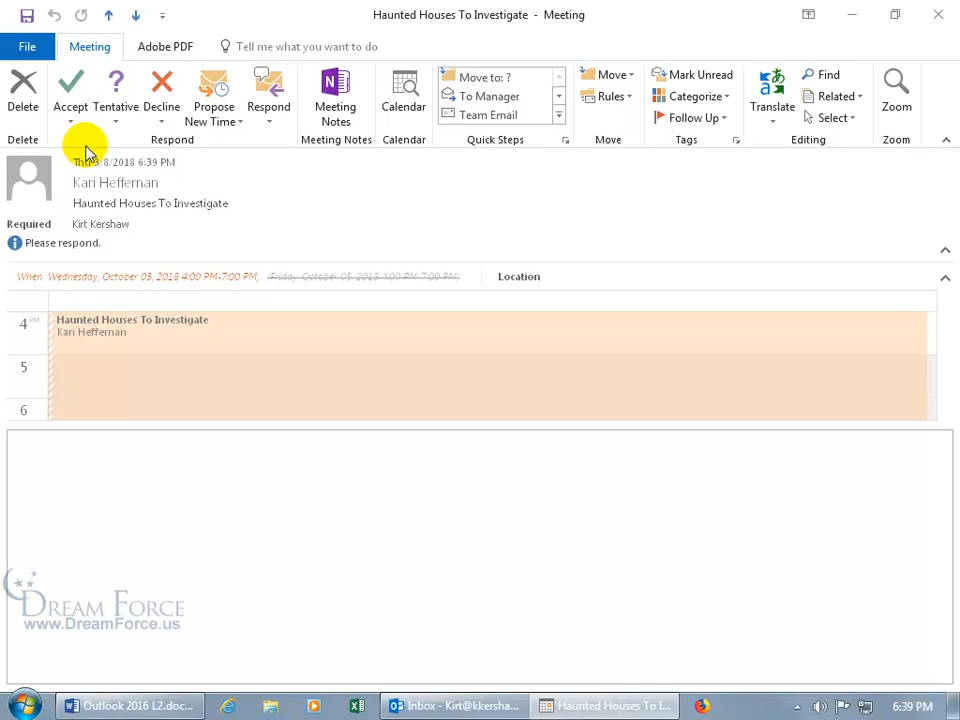 Haunted Houses To Investigate - Meeting
File
Meeting
Adobe PDF
Tell me what you want to do
Delete
Accept
Tentative
Decline
Propose
New Time
Respond
Meeting
Notes
Calendar
Move to: ?
To Manager
Team Email
Move
Rules
Mark Unread
Categorize
Follow Up
Translate
Find
Related
Select
Zoom
Delete
Respond
Meeting Notes
Calendar
Quick Steps
Move
Tags
Editing
Zoom
Thu 3/8/2018 6:39 PM
Kari Heffernan
Haunted Houses To Investigate
Required Kirt Kershaw
Please respond.
When Wednesday, October 03, 2018 4:00 PM-7:00 PM, (Friday, October 05, 2018 4:00 PM-7:00 PM) Location
4 PM
Haunted Houses To Investigate
Kari Heffernan
5
6
DREAM FORCE
www.DreamForce.us
Outlook 2016 L2.doc...
Inbox - Kirt@kkersha...
Haunted Houses To I...
6:39 PM